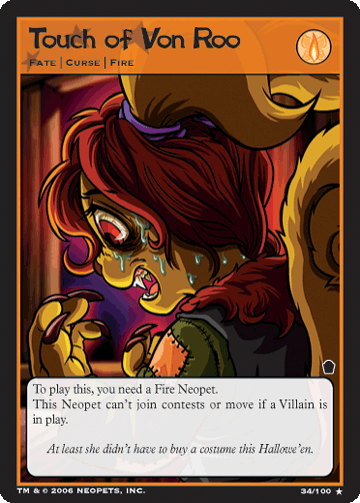 Touch of Von Roo
Fate | Curse | Fire
To play this, you need a Fire Neopet.
This Neopet can't join contests or move if a Villain is
in play.
At least she didn't have to buy a costume this Hallowe'en.
TM & © 2006 NEOPETS, INC.
34/100 ★